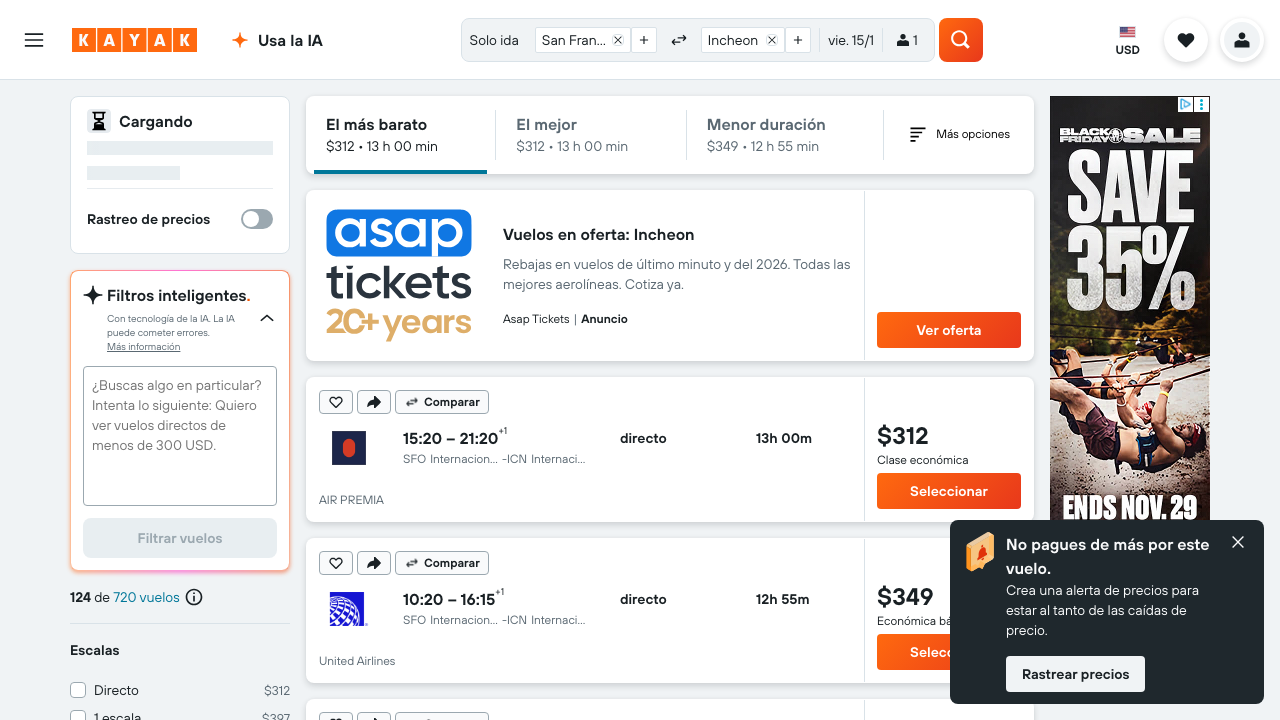 KAYAK
Usa la IA
Solo ida
San Fran...
Incheon
vie. 15/1
1
USD
Cargando
Rastreo de precios
Filtros inteligentes.
Con tecnología de la IA. La IA
puede cometer errores.
Más información
¿Buscas algo en particular?
Intenta lo siguiente: Quiero
ver vuelos directos de
menos de 300 USD.
Filtrar vuelos
124 de 720 vuelos
Escalas
Directo $312
1 escala $397
El más barato
$312 • 13 h 00 min
El mejor
$312 • 13 h 00 min
Menor duración
$349 • 12 h 55 min
Más opciones
asap
tickets
20+ years
Vuelos en oferta: Incheon
Rebajas en vuelos de último minuto y del 2026. Todas las
mejores aerolíneas. Cotiza ya.
Asap Tickets | Anuncio
Ver oferta
Comparar
15:20 – 21:20+1
SFO Internacion... -ICN Internaci...
directo
13h 00m
AIR PREMIA
$312
Clase económica
Seleccionar
Comparar
10:20 – 16:15+1
SFO Internacion... -ICN Internaci...
directo
12h 55m
United Airlines
$349
Económica bá
Selecc
BLACK
FRIDAY SALE
SAVE
35%
ENDS NOV. 29
No pagues de más por este
vuelo.
Crea una alerta de precios para
estar al tanto de las caídas de
precio.
Rastrear precios